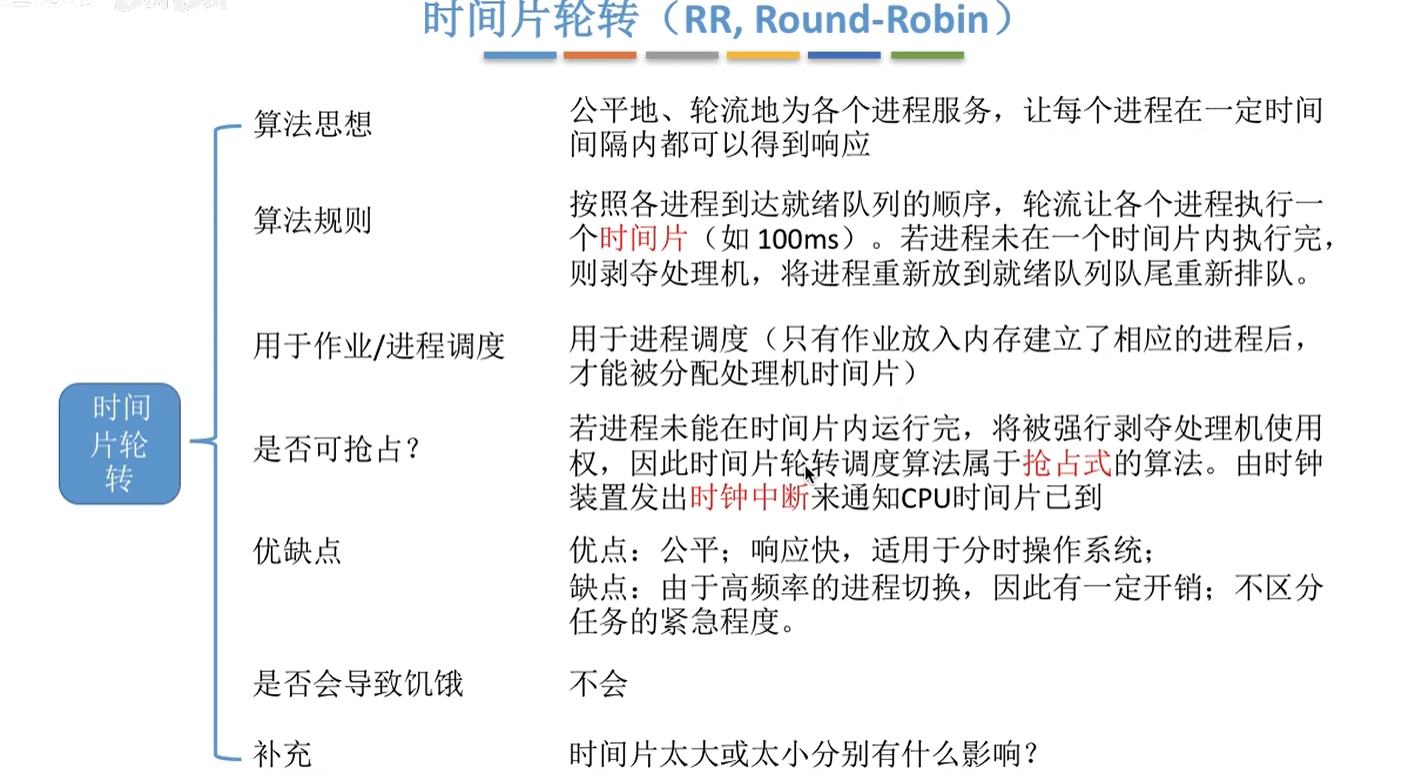 时间片轮转（RR, Round-Robin）
算法思想
公平地、轮流地为各个进程服务，让每个进程在一定时间
间隔内都可以得到响应
算法规则
按照各进程到达就绪队列的顺序，轮流让各个进程执行一
个时间片（如 100ms）。若进程未在一个时间片内执行完，
则剥夺处理机，将进程重新放到就绪队列队尾重新排队。
用于作业/进程调度
用于进程调度（只有作业放入内存建立了相应的进程后，
才能被分配处理机时间片）
时间
片轮
转
是否可抢占？
若进程未能在时间片内运行完，将被强行剥夺处理机使用
权，因此时间片轮转调度算法属于抢占式的算法。由时钟
装置发出时钟中断来通知CPU时间片已到
优缺点
优点：公平；响应快，适用于分时操作系统；
缺点：由于高频率的进程切换，因此有一定开销；不区分
任务的紧急程度。
是否会导致饥饿
不会
补充
时间片太大或太小分别有什么影响？